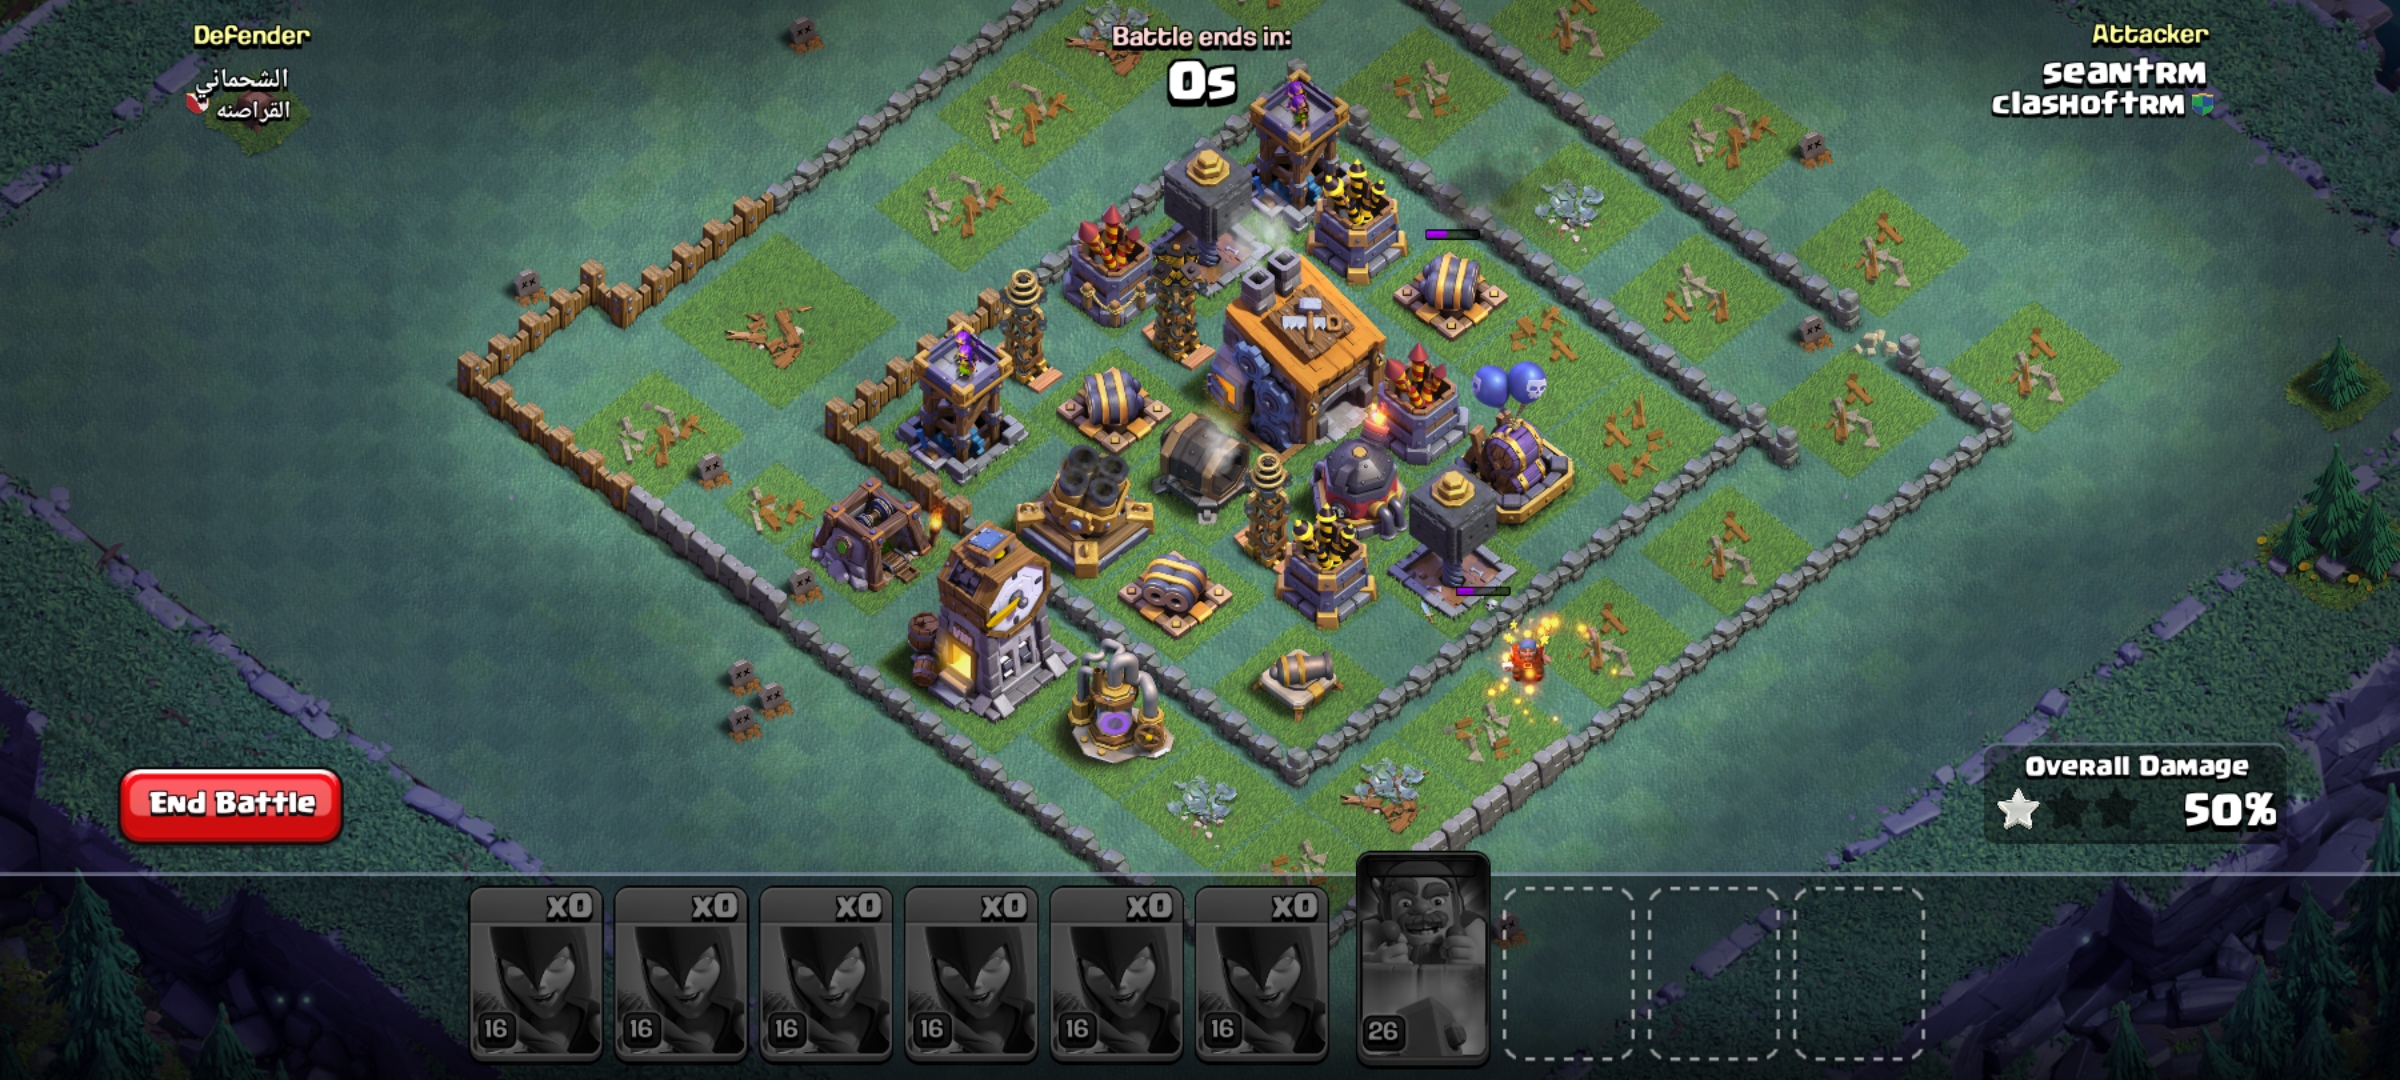 Defender
الشحماني
القراصنه
Battle ends in:
0s
Attacker
seantRM
clashoftRM
End Battle
Overall Damage
50%
x0
x0
x0
x0
x0
x0
16
16
16
16
16
16
26